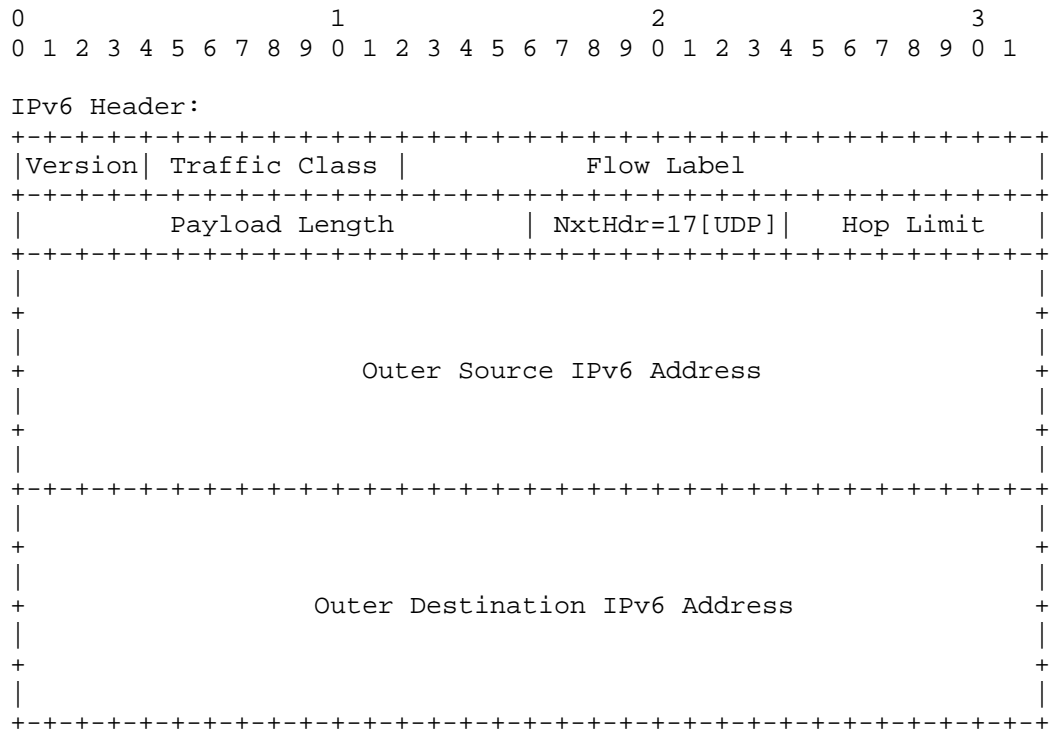 0                   1                   2                   3
0 1 2 3 4 5 6 7 8 9 0 1 2 3 4 5 6 7 8 9 0 1 2 3 4 5 6 7 8 9 0 1
IPv6 Header:
+-+-+-+-+-+-+-+-+-+-+-+-+-+-+-+-+-+-+-+-+-+-+-+-+-+-+-+-+-+-+-+-+
|Version| Traffic Class |           Flow Label                  |
+-+-+-+-+-+-+-+-+-+-+-+-+-+-+-+-+-+-+-+-+-+-+-+-+-+-+-+-+-+-+-+-+
|         Payload Length        | NxtHdr=17[UDP]|   Hop Limit   |
+-+-+-+-+-+-+-+-+-+-+-+-+-+-+-+-+-+-+-+-+-+-+-+-+-+-+-+-+-+-+-+-+
|                                                               |
+                                                               +
|                                                               |
+                     Outer Source IPv6 Address                 +
|                                                               |
+                                                               +
|                                                               |
+-+-+-+-+-+-+-+-+-+-+-+-+-+-+-+-+-+-+-+-+-+-+-+-+-+-+-+-+-+-+-+-+
|                                                               |
+                                                               +
|                                                               |
+                  Outer Destination IPv6 Address               +
|                                                               |
+                                                               +
|                                                               |
+-+-+-+-+-+-+-+-+-+-+-+-+-+-+-+-+-+-+-+-+-+-+-+-+-+-+-+-+-+-+-+-+